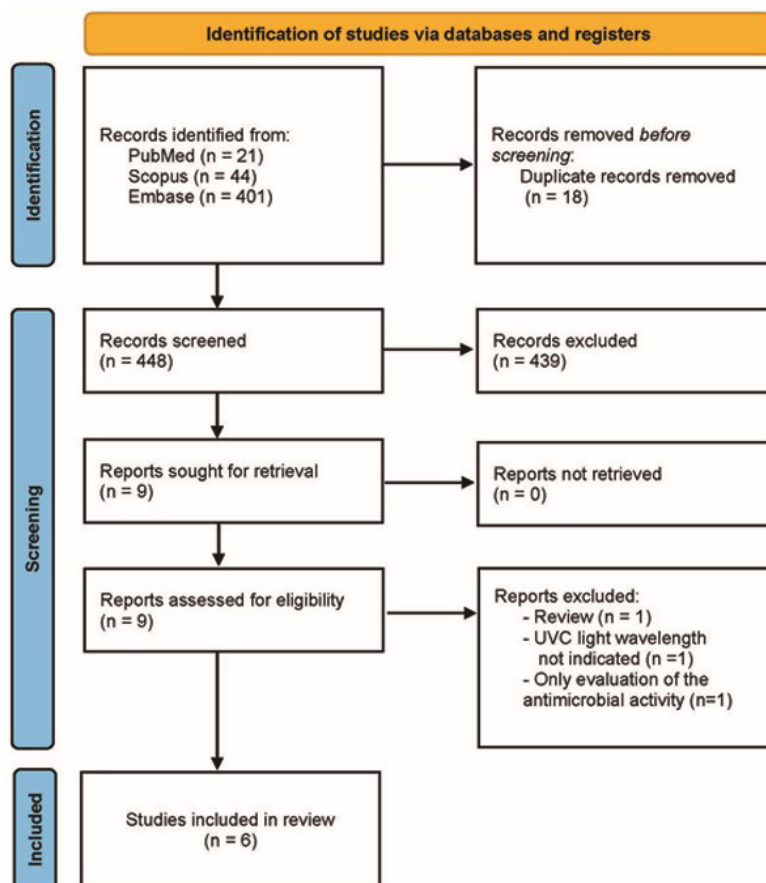 Identification of studies via databases and registers
Identification
Records identified from:
PubMed (n = 21)
Scopus (n = 44)
Embase (n = 401)
Records removed before
screening:
Duplicate records removed
(n = 18)
Screening
Records screened
(n = 448)
Records excluded
(n = 439)
Reports sought for retrieval
(n = 9)
Reports not retrieved
(n = 0)
Reports assessed for eligibility
(n = 9)
Reports excluded:
- Review (n = 1)
- UVC light wavelength
not indicated (n =1)
- Only evaluation of the
antimicrobial activity (n=1)
Included
Studies included in review
(n = 6)